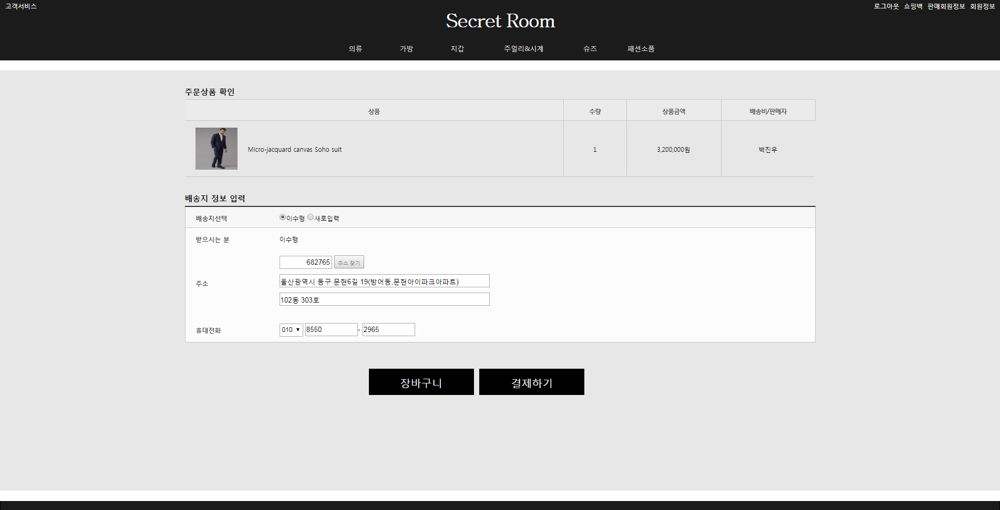 고객서비스
로그아웃 쇼핑백 판매회원정보 회원정보
Secret Room
의류 가방 지갑 주얼리&시계 슈즈 패션소품
주문상품 확인
상품 수량 상품금액 배송비/판매자
Micro-jacquard canvas Soho suit 1 3,200,000원 백진우
배송지 정보 입력
배송지선택 이수행 새로입력
받으시는 분 이수행
682765 주소 찾기
울산광역시 동구 문현6길 19(방어동,문현아이파크아파트)
주소
102동 303호
휴대전화 010 8550 - 2965
장바구니 결제하기